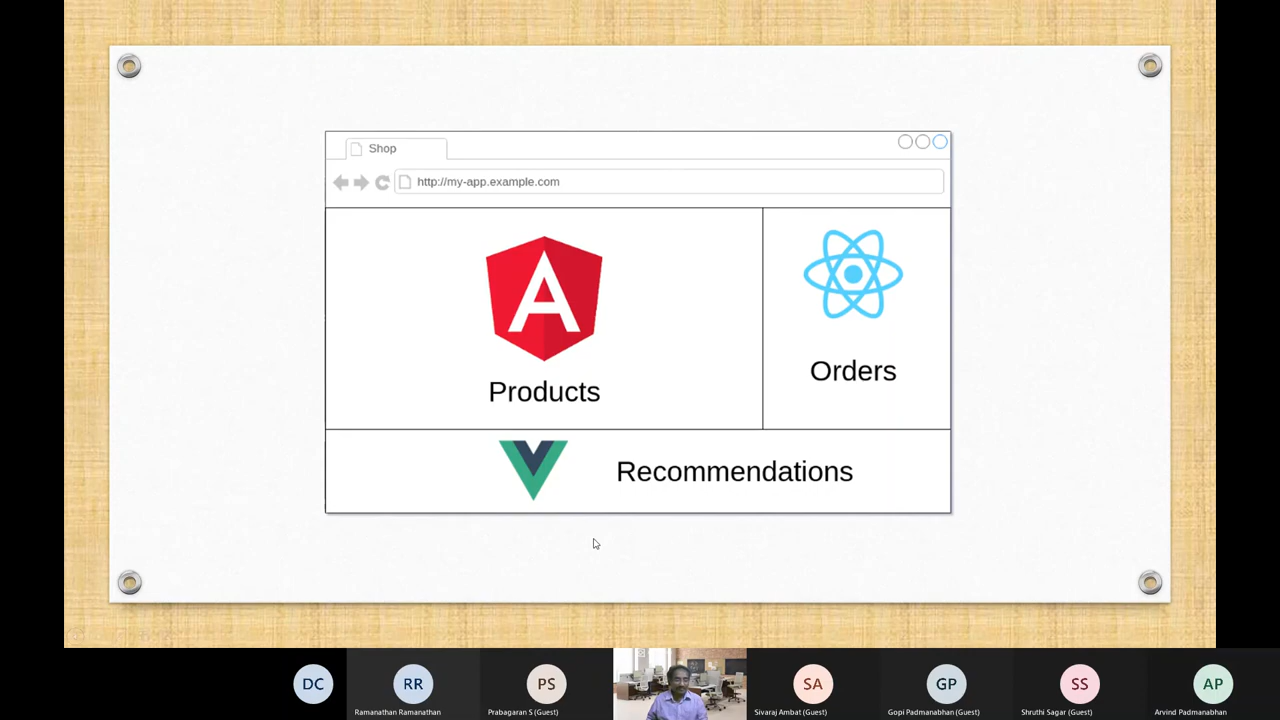 Shop
http://my-app.example.com
A
Products
Orders
Recommendations
DC
RR
PS
SA
GP
SS
AP
Ramanathan Ramanathan
Prabagaran S (Guest)
Sivaraj Ambat (Guest)
Gopi Padmanabhan (Guest)
Shruthi Sagar (Guest)
Arvind Padmanabhan